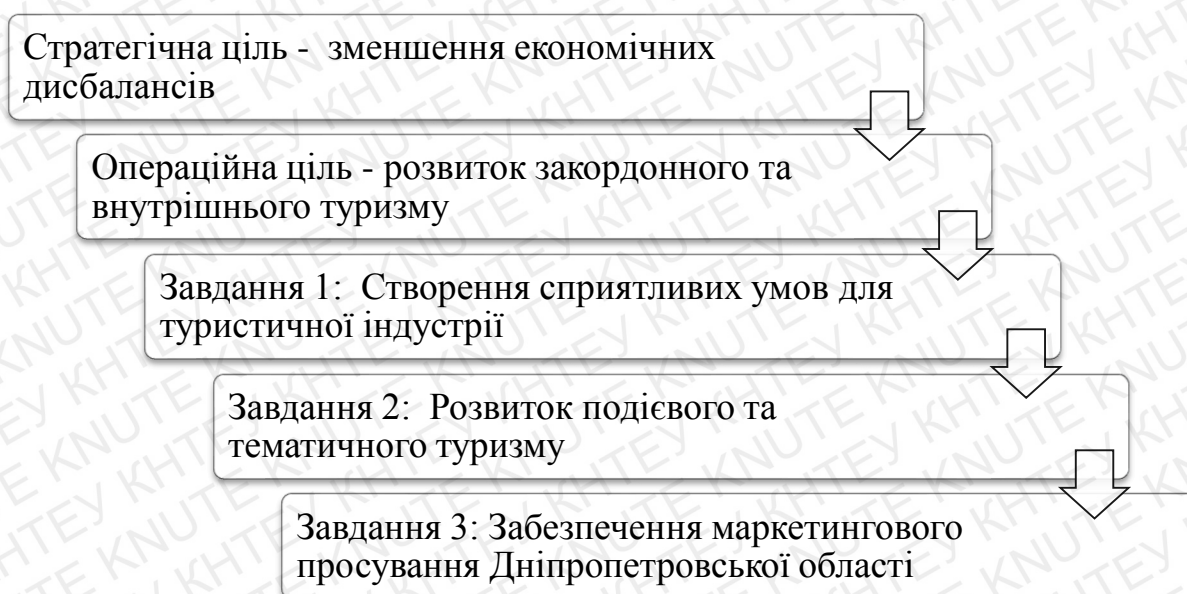 Стратегічна ціль - зменшення економічних
дисбалансів
Операційна ціль - розвиток закордонного та
внутрішнього туризму
Завдання 1: Створення сприятливих умов для
туристичної індустрії
Завдання 2: Розвиток подієвого та
тематичного туризму
Завдання 3: Забезпечення маркетингового
просування Дніпропетровської області